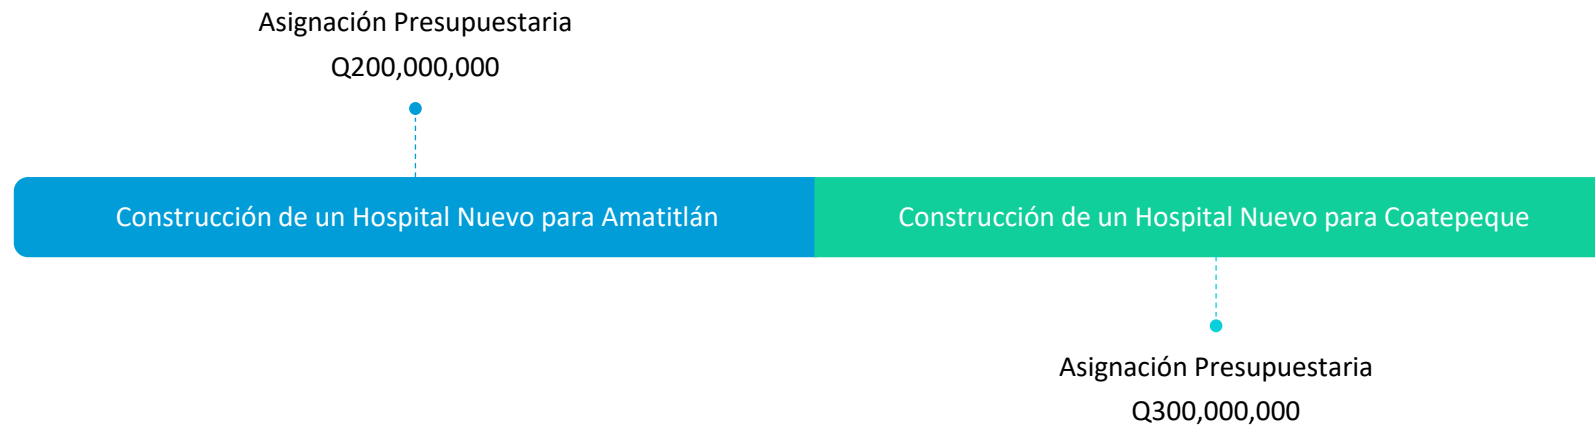 Asignación Presupuestaria
Q200,000,000
Construcción de un Hospital Nuevo para Amatitlán
Construcción de un Hospital Nuevo para Coatepeque
Asignación Presupuestaria
Q300,000,000